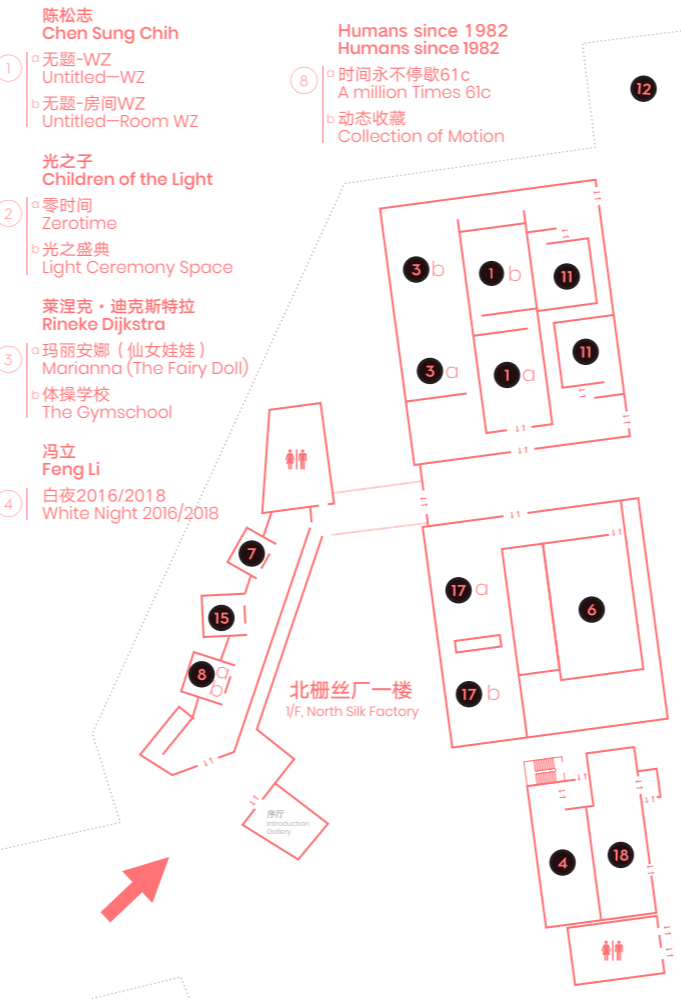 陈松志
Chen Sung Chih
1
a 无题-WZ
Untitled—WZ
b 无题-房间WZ
Untitled—Room WZ
光之子
Children of the Light
2
a 零时间
Zerotime
b 光之盛典
Light Ceremony Space
莱涅克·迪克斯特拉
Rineke Dijkstra
3
a 玛丽安娜（仙女娃娃）
Marianna (The Fairy Doll)
b 体操学校
The Gymschool
冯立
Feng Li
4
白夜2016/2018
White Night 2016/2018
Humans since 1982
Humans since 1982
8
a 时间永不停歇61c
A million Times 61c
b 动态收藏
Collection of Motion
12
3 b
1 b
11
3 a
1 a
11
7
15
8 a
b
17 a
6
17 b
北栅丝厂一楼
1/F, North Silk Factory
序厅
Introduction
Gallery
4
18